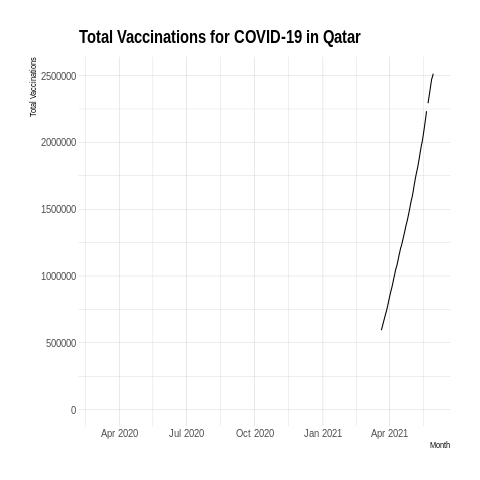 Total Vaccinations for COVID-19 in Qatar
Total Vaccinations
2500000
2000000
1500000
1000000
500000
0
Apr 2020 Jul 2020 Oct 2020 Jan 2021 Apr 2021
Month